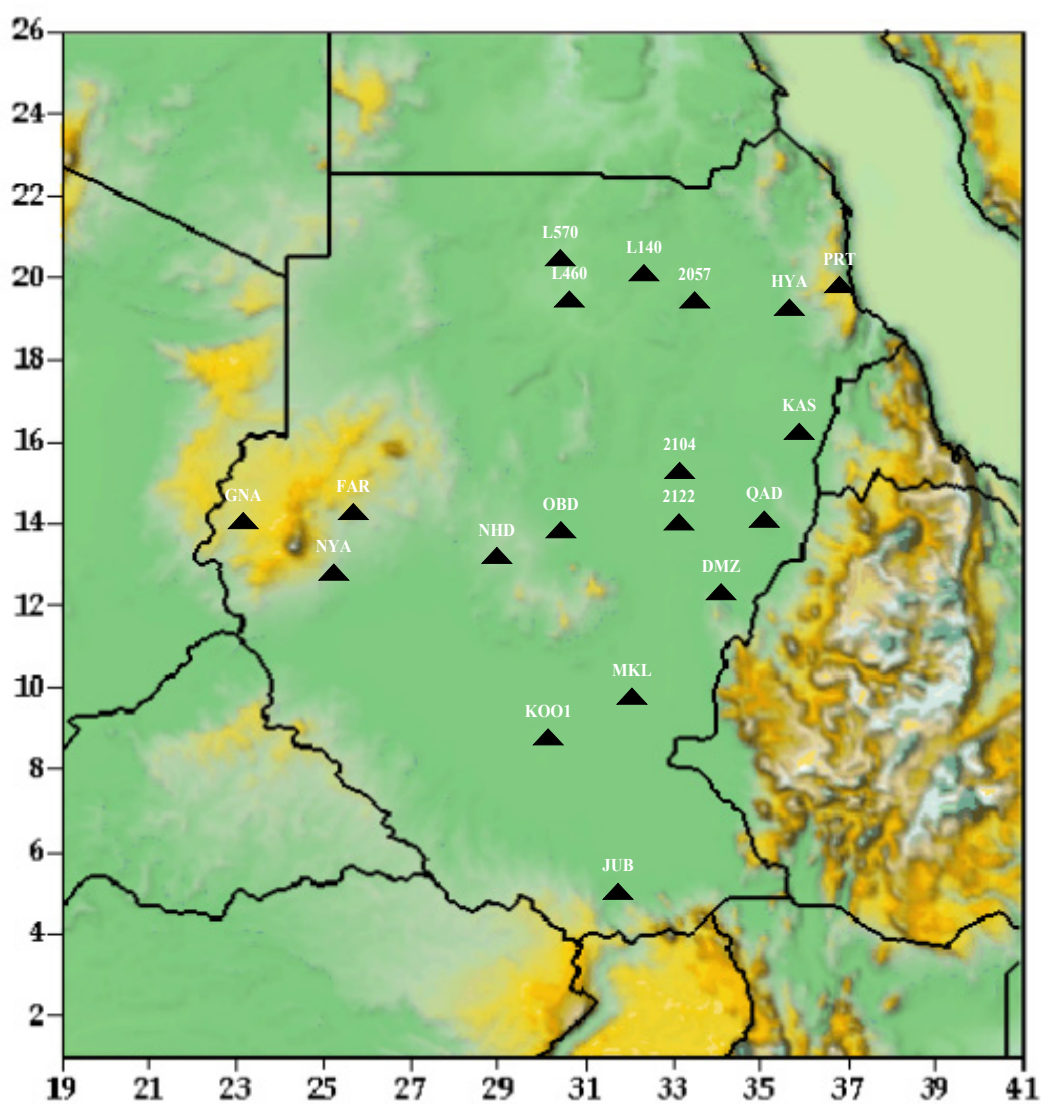 26
24
22
20
18
16
14
12
10
8
6
4
2
L570
L140
PRT
L460
2057
HYA
KAS
2104
FAR
QAD
GNA
2122
OBD
NHD
NYA
DMZ
MKL
KOO1
JUB
19 21 23 25 27 29 31 33 35 37 39 41